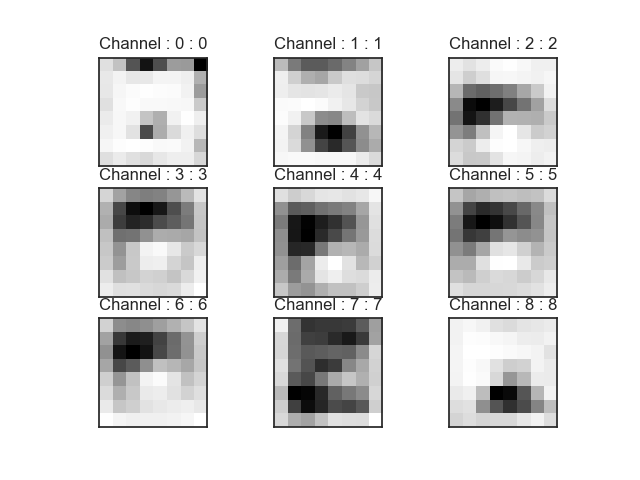 Channel : 0 : 0
Channel : 1 : 1
Channel : 2 : 2
Channel : 3 : 3
Channel : 4 : 4
Channel : 5 : 5
Channel : 6 : 6
Channel : 7 : 7
Channel : 8 : 8